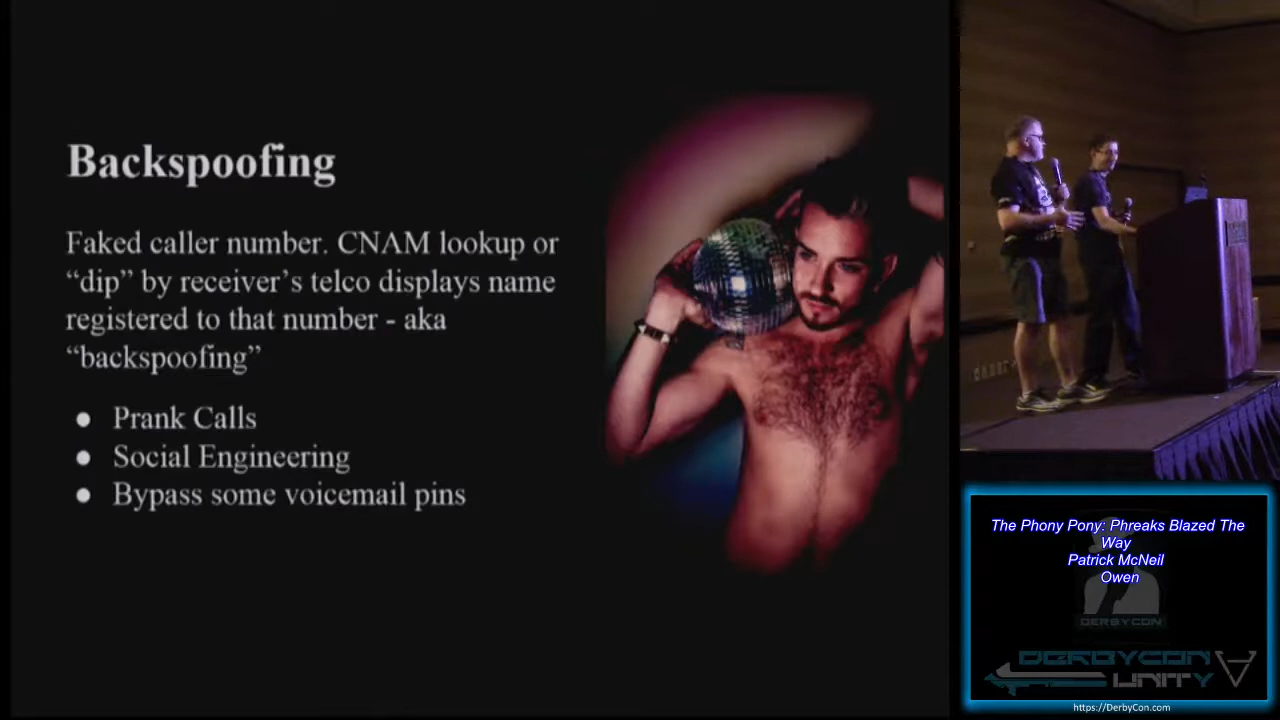 Backspoofing
Faked caller number. CNAM lookup or
“dip” by receiver’s telco displays name
registered to that number - aka
“backspoofing”
● Prank Calls
● Social Engineering
● Bypass some voicemail pins
The Phony Pony: Phreaks Blazed The
Way
Patrick McNeil
Owen
DERBYCON
DERBYCON
UNITY
https://DerbyCon.com